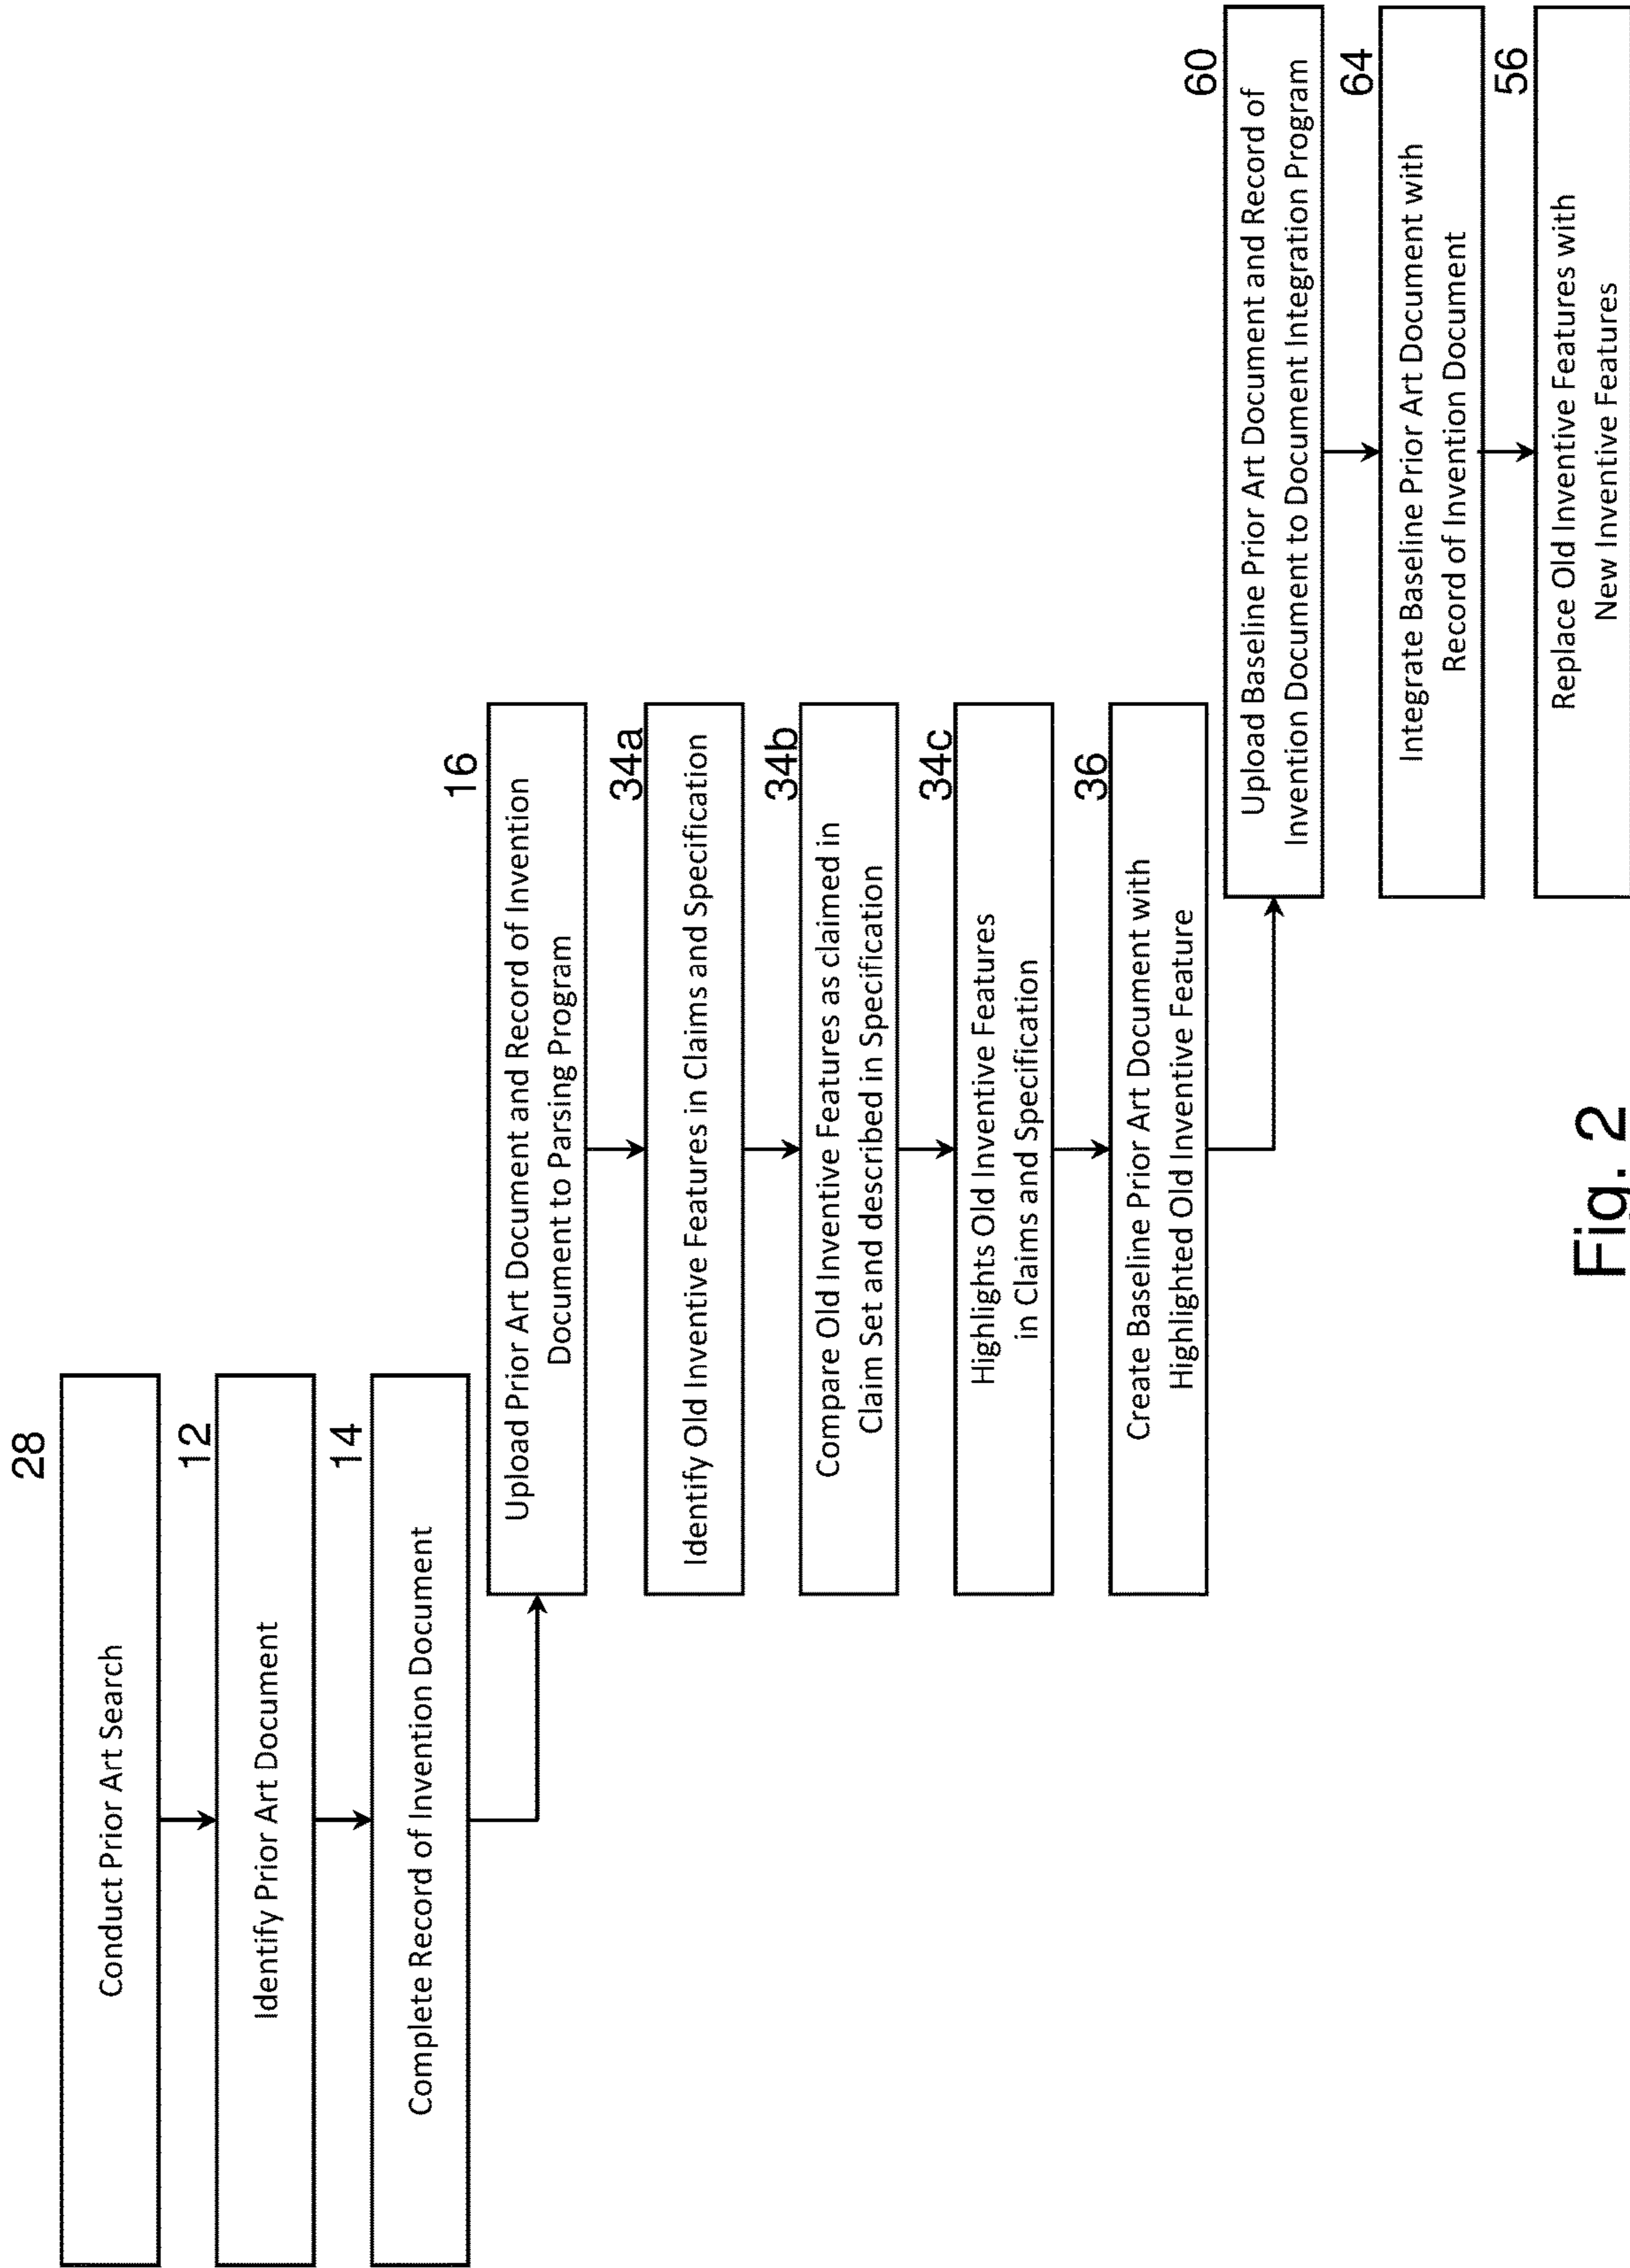 28
Conduct Prior Art Search
12
Identify Prior Art Document
14
Complete Record of Invention Document
16
Upload Prior Art Document and Record of Invention
Document to Parsing Program
34a
Identify Old Inventive Features in Claims and Specification
34b
Compare Old Inventive Features as claimed in
Claim Set and described in Specification
34c
Highlights Old Inventive Features
in Claims and Specification
36
Create Baseline Prior Art Document with
Highlighted Old Inventive Feature
60
Upload Baseline Prior Art Document and Record of
Invention Document to Document Integration Program
64
Integrate Baseline Prior Art Document with
Record of Invention Document
56
Replace Old Inventive Features with
New Inventive Features
Fig. 2